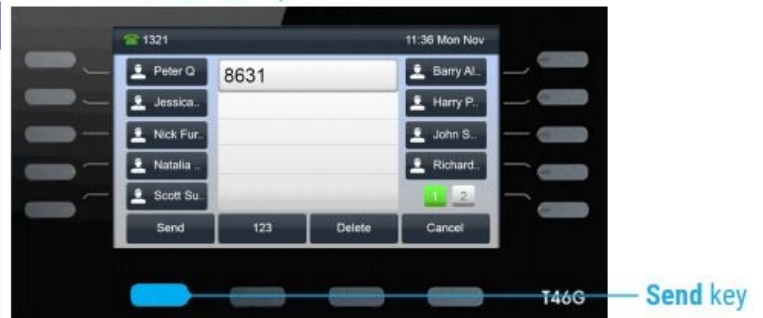 1321 11:36 Mon Nov
Peter Q 8631 Barry Al..
Jessica.. Harry P..
Nick Fur.. John S..
Natalia .. Richard..
Scott Su.. 1 2
Send 123 Delete Cancel
T46G Send key